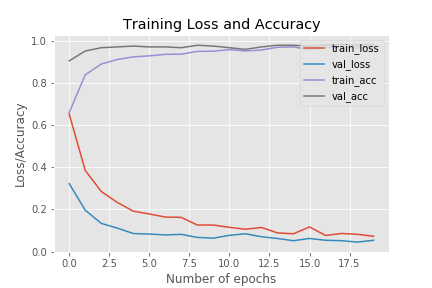 Training Loss and Accuracy
Loss/Accuracy
1.0
0.8
0.6
0.4
0.2
0.0
train_loss
val_loss
train_acc
val_acc
0.0 2.5 5.0 7.5 10.0 12.5 15.0 17.5
Number of epochs